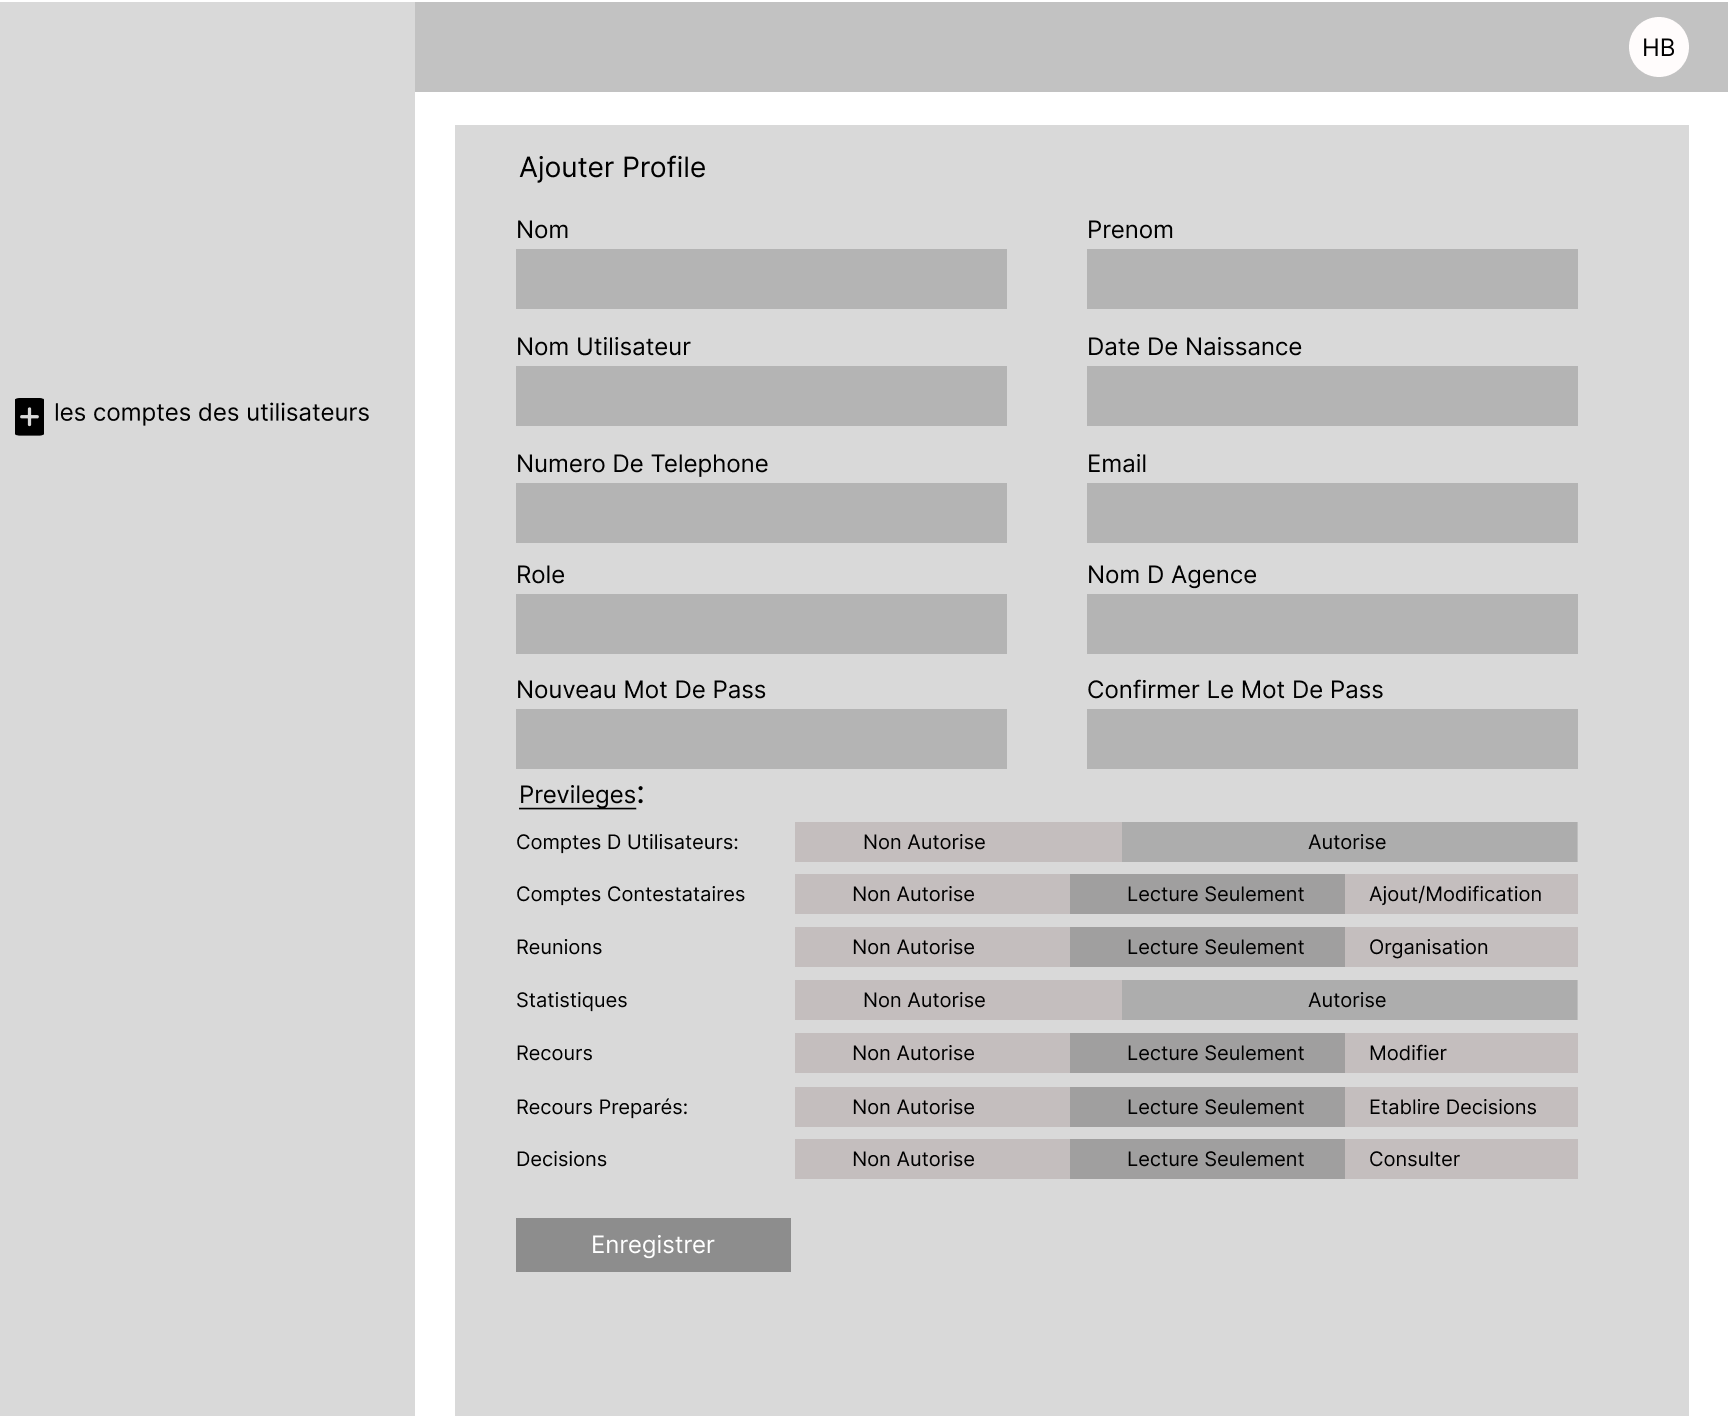 HB
les comptes des utilisateurs
Ajouter Profile
Nom
Prenom
Nom Utilisateur
Date De Naissance
Numero De Telephone
Email
Role
Nom D Agence
Nouveau Mot De Pass
Confirmer Le Mot De Pass
Previleges:
Comptes D Utilisateurs: Non Autorise Autorise
Comptes Contestataires Non Autorise Lecture Seulement Ajout/Modification
Reunions Non Autorise Lecture Seulement Organisation
Statistiques Non Autorise Autorise
Recours Non Autorise Lecture Seulement Modifier
Recours Preparés: Non Autorise Lecture Seulement Etablire Decisions
Decisions Non Autorise Lecture Seulement Consulter
Enregistrer